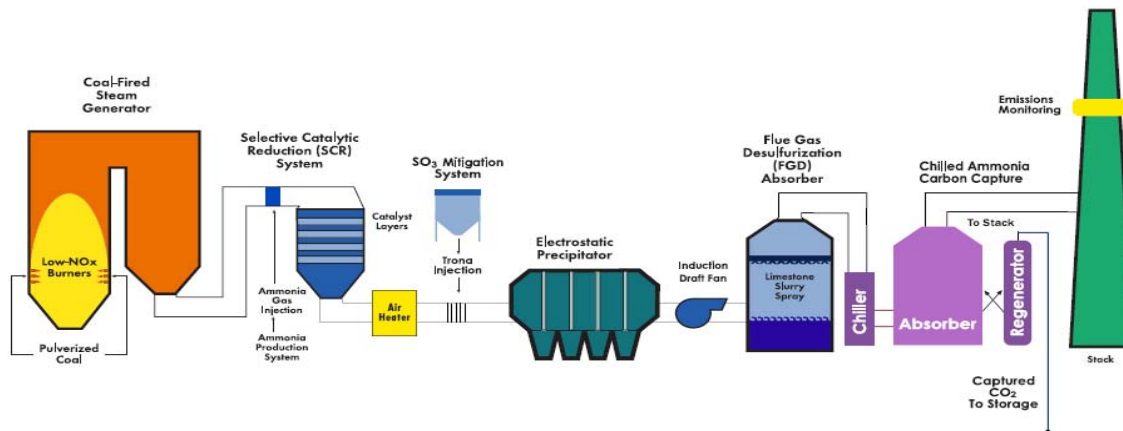 Coal-Fired
Steam
Generator
Low-NOx
Burners
Pulverized
Coal
Selective Catalytic
Reduction (SCR)
System
Catalyst
Layers
Ammonia
Gas
Injection
Ammonia
Production
System
Air
Heater
SO3 Mitigation
System
Trona
Injection
Electrostatic
Precipitator
Induction
Draft Fan
Flue Gas
Desulfurization
(FGD)
Absorber
Limestone
Slurry
Spray
Chiller
Chilled Ammonia
Carbon Capture
To Stack
Absorber
Regenerator
Captured
CO2
To Storage
Emissions
Monitoring
Stack